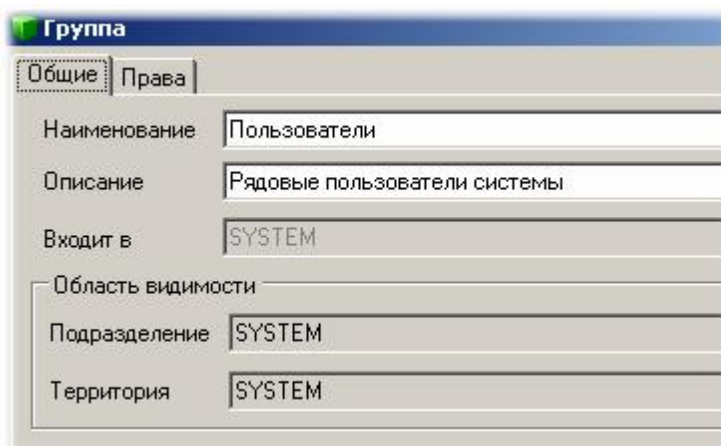 Группа
Общие Права
Наименование Пользователи
Описание Рядовые пользователи системы
Входит в SYSTEM
Область видимости
Подразделение SYSTEM
Территория SYSTEM